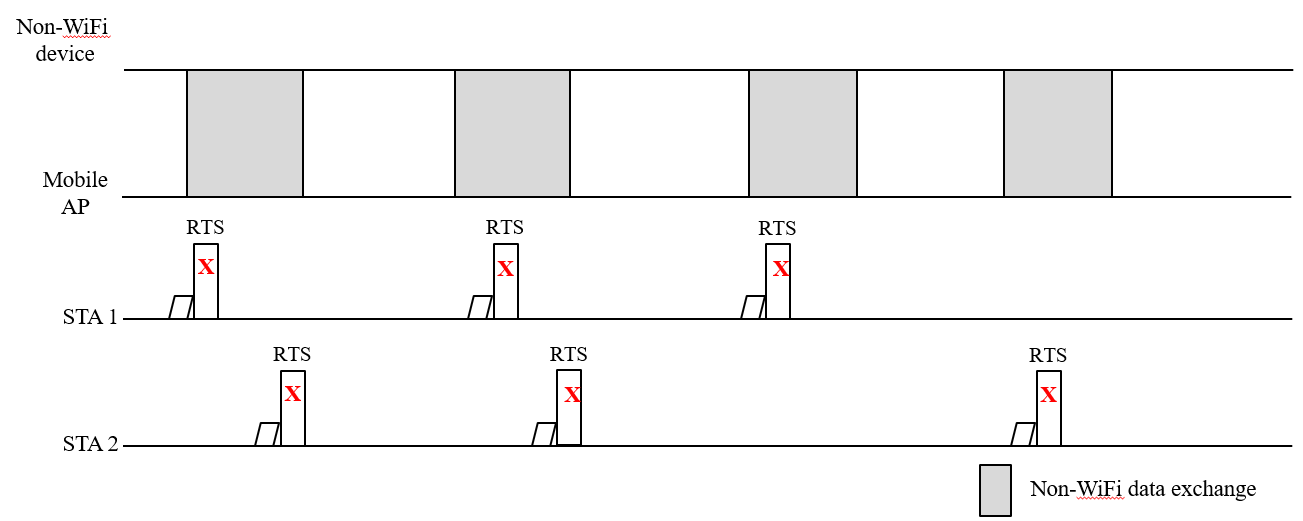 Non-WiFi
device
Mobile
AP
RTS
RTS
RTS
X
X
X
STA 1
RTS
RTS
RTS
X
X
X
STA 2
Non-WiFi data exchange